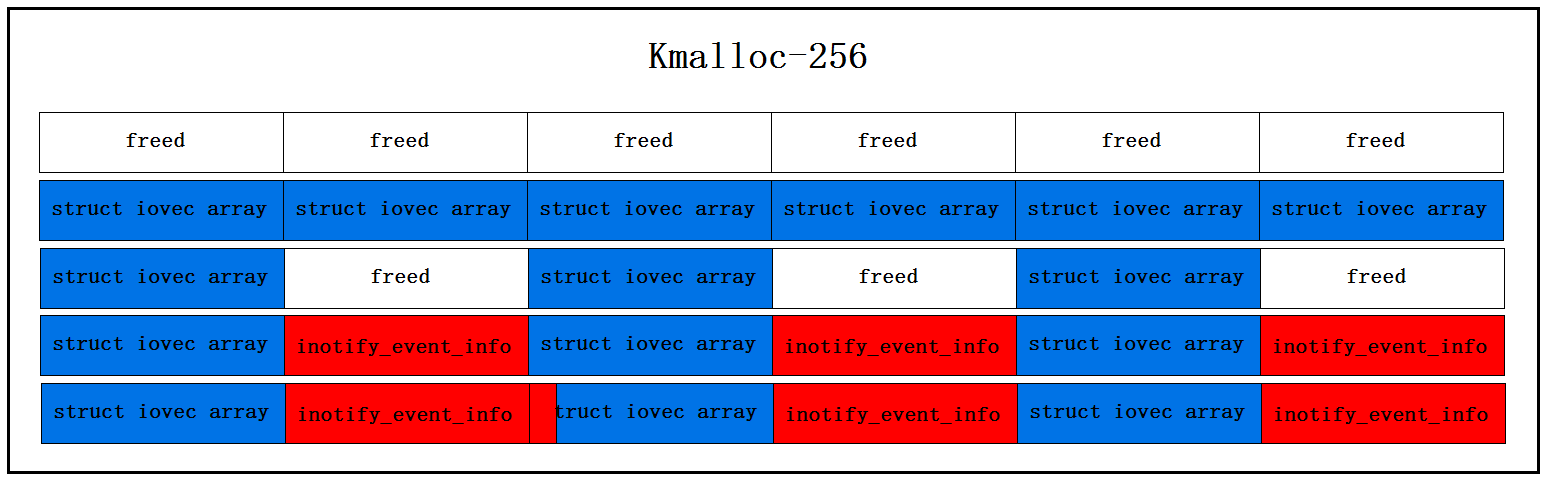 Kmalloc-256
freed freed freed freed freed freed
struct iovec array struct iovec array struct iovec array struct iovec array struct iovec array struct iovec array
struct iovec array freed struct iovec array freed struct iovec array freed
struct iovec array inotify_event_info struct iovec array inotify_event_info struct iovec array inotify_event_info
struct iovec array inotify_event_info truct iovec array inotify_event_info struct iovec array inotify_event_info